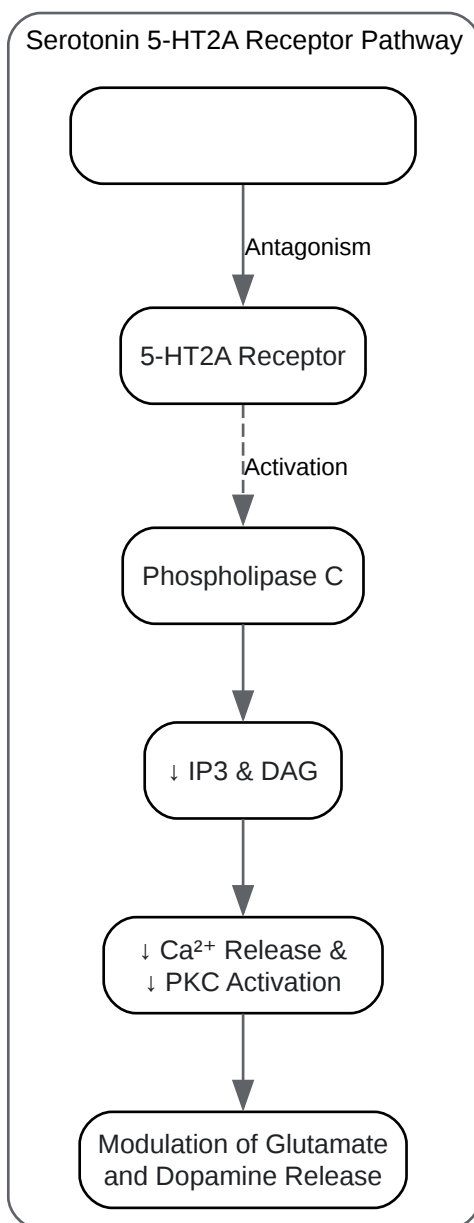 Serotonin 5-HT2A Receptor Pathway
Antagonism
5-HT2A Receptor
Activation
Phospholipase C
↓ IP3 & DAG
↓ Ca²⁺ Release &
↓ PKC Activation
Modulation of Glutamate
and Dopamine Release